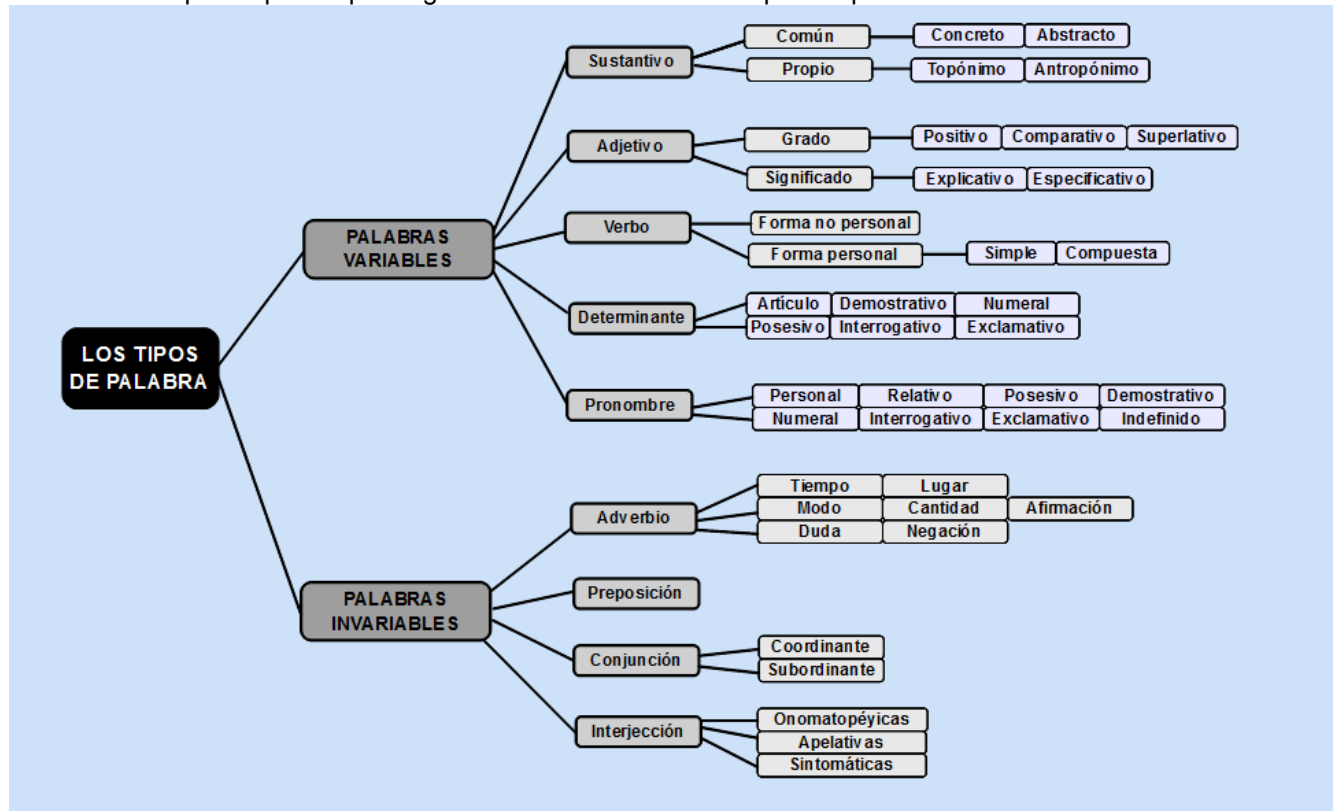 Común
Concreto Abstracto
Sustantivo
Propio
Topónimo Antropónimo
Adjetivo
Grado
Positivo Comparativo Superlativo
Significado
Explicativo Especificativo
PALABRAS
VARIABLES
Verbo
Forma no personal
Forma personal
Simple Compuesta
Determinante
Artículo Demostrativo Numeral
Posesivo Interrogativo Exclamativo
LOS TIPOS
DE PALABRA
Pronombre
Personal Relativo Posesivo Demostrativo
Numeral Interrogativo Exclamativo Indefinido
Adverbio
Tiempo Lugar
Modo Cantidad Afirmación
Duda Negación
PALABRAS
INVARIABLES
Preposición
Conjunción
Coordinante
Subordinante
Interjección
Onomatopéyicas
Apelativas
Sintomáticas